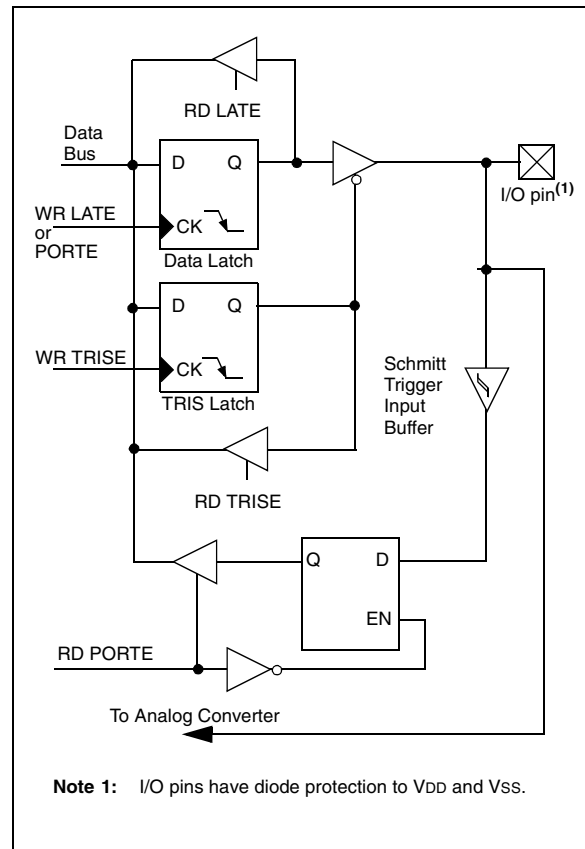 RD LATE
Data
Bus
D Q
I/O pin(1)
WR LATE
or
PORTE
CK
Data Latch
D Q
WR TRISE
CK
TRIS Latch
Schmitt
Trigger
Input
Buffer
RD TRISE
Q D
EN
RD PORTE
To Analog Converter
Note 1: I/O pins have diode protection to VDD and VSS.